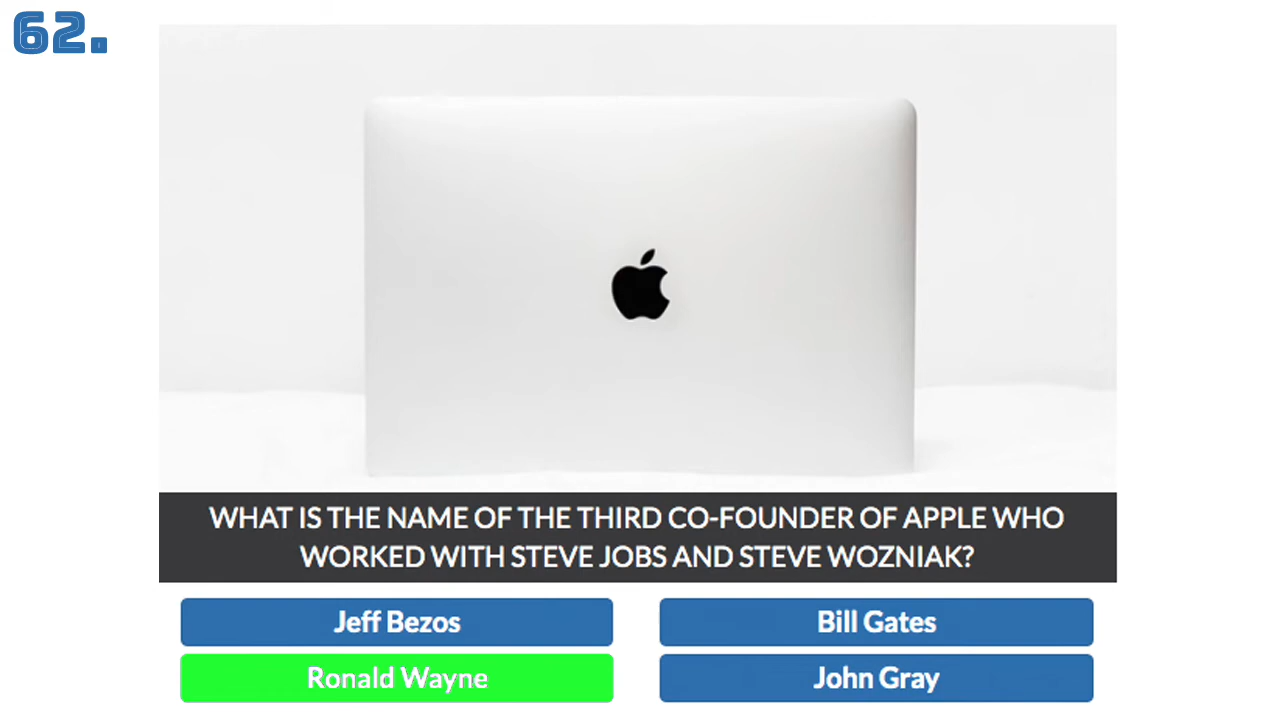 62.
WHAT IS THE NAME OF THE THIRD CO-FOUNDER OF APPLE WHO
WORKED WITH STEVE JOBS AND STEVE WOZNIAK?
Jeff Bezos
Bill Gates
Ronald Wayne
John Gray